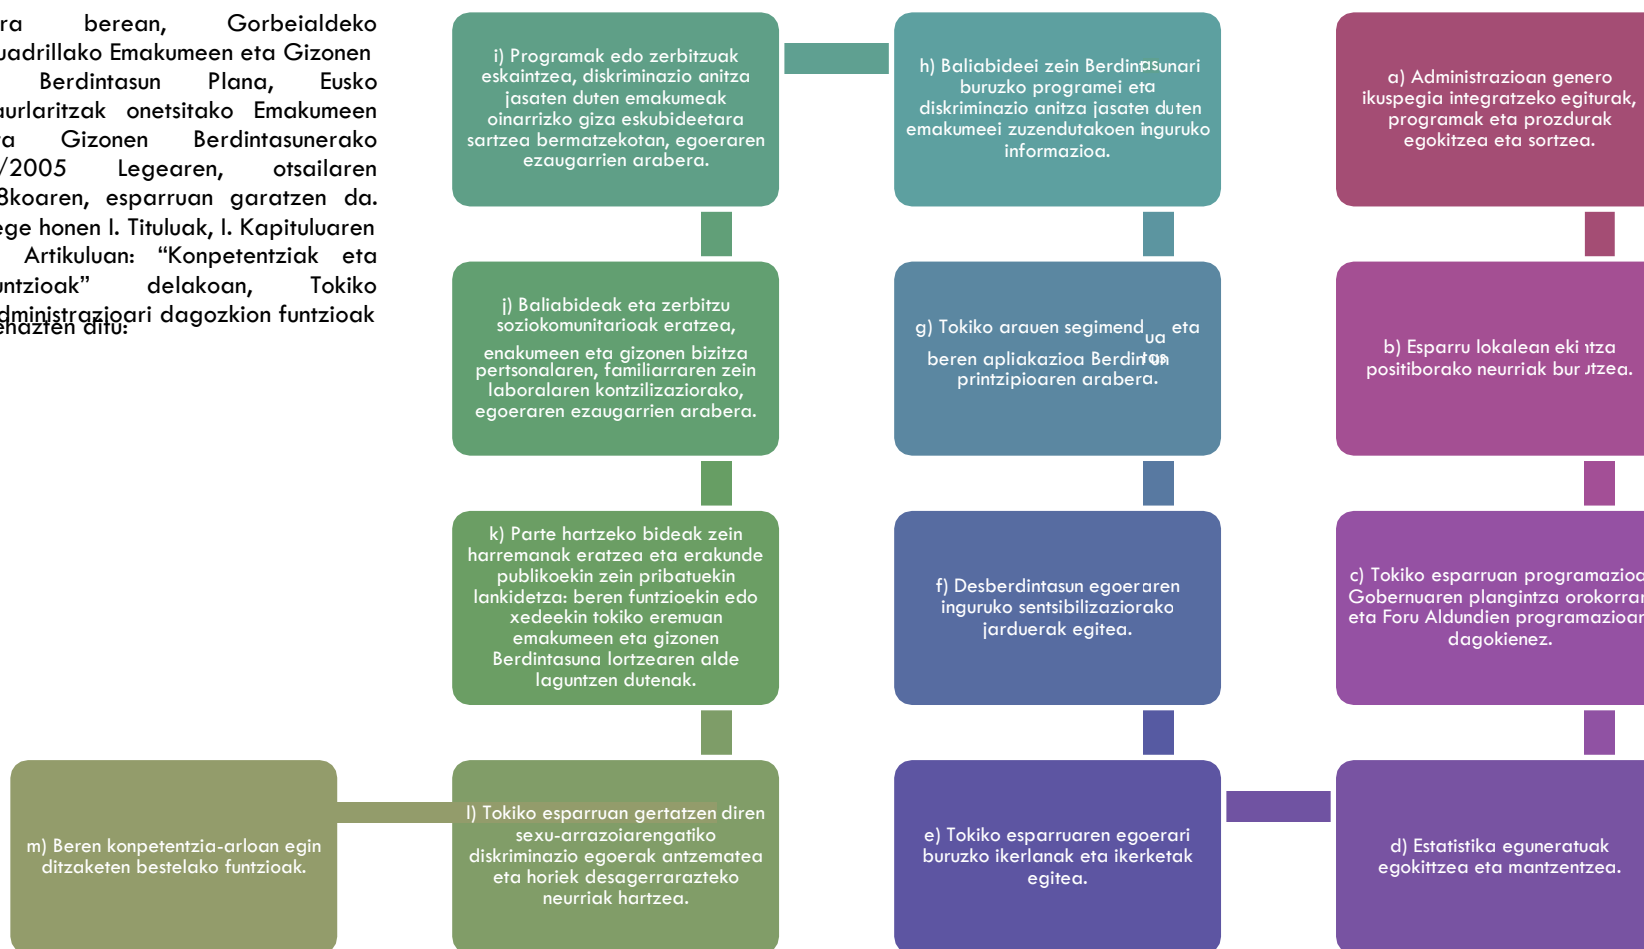 ra berean, Gorbeialdeko
uadrillako Emakumeen eta Gizonen
Berdintasun Plana, Eusko
aurlaritzak onetsitako Emakumeen
ta Gizonen Berdintasunerako
/2005 Legearen, otsailaren
8koaren, esparruan garatzen da.
ege honen I. Tituluak, I. Kapituluaren
Artikuluan: “Konpetentziak eta
untzioak” delakoan, Tokiko
dministrazioari dagozkion funtzioak
ehazten ditu:
a) Administrazioan genero
ikuspegia integratzeko egiturak,
programak eta prozdurak
egokitzea eta sortzea.
b) Esparru lokalean ekintza
positiborako neurriak burutzea.
c) Tokiko esparruan programazioa
Gobernuaren plangintza orokorrar
eta Foru Aldundien programazioar
dagokienez.
d) Estatistika eguneratuak
egokittzea eta mantzentzea.
e) Tokiko esparruaren egoerari
buruzko ikerlanak eta ikerketak
egitea.
f) Desberdintasun egoeraren
inguruko sentsibilizaziorako
jarduerak egitea.
g) Tokiko arauen segimendua eta
beren apliakazioa Berdintasun
printzipioaren arabera.
h) Baliabideei zein Berdintasunari
buruzko programei eta
diskriminazio anitza jasaten duten
emakumeei zuzendutakoen inguruko
informazioa.
i) Programak edo zerbitzuak
eskaintzea, diskriminazio anitza
jasaten duten emakumeak
oinarrizko giza eskubideetara
sartzea bermatzekotan, egoeraren
ezaugarrien arabera.
j) Baliabideak eta zerbitzu
soziokomunitarioak eratzea,
enakumeen eta gizonen bizitza
pertsonalaren, familiarraren zein
laboralaren kontzilizaziorako,
egoeraren ezaugarrien arabera.
k) Parte hartzeko bideak zein
harremanak eratzea eta erakunde
publikoekin zein pribatuekin
lankidetza: beren funtzioekin edo
xedeekin tokiko eremuan
emakumeen eta gizonen
Berdintasuna lortzearen alde
laguntzen dutenak.
l) Tokiko esparruan gertatzen diren
sexu-arrazoiarengatiko
diskriminazio egoerak antzematea
eta horiek desagerrarazteko
neurriak hartzea.
m) Beren konpetentzia-arloan egin
ditzaketen bestelako funtzioak.